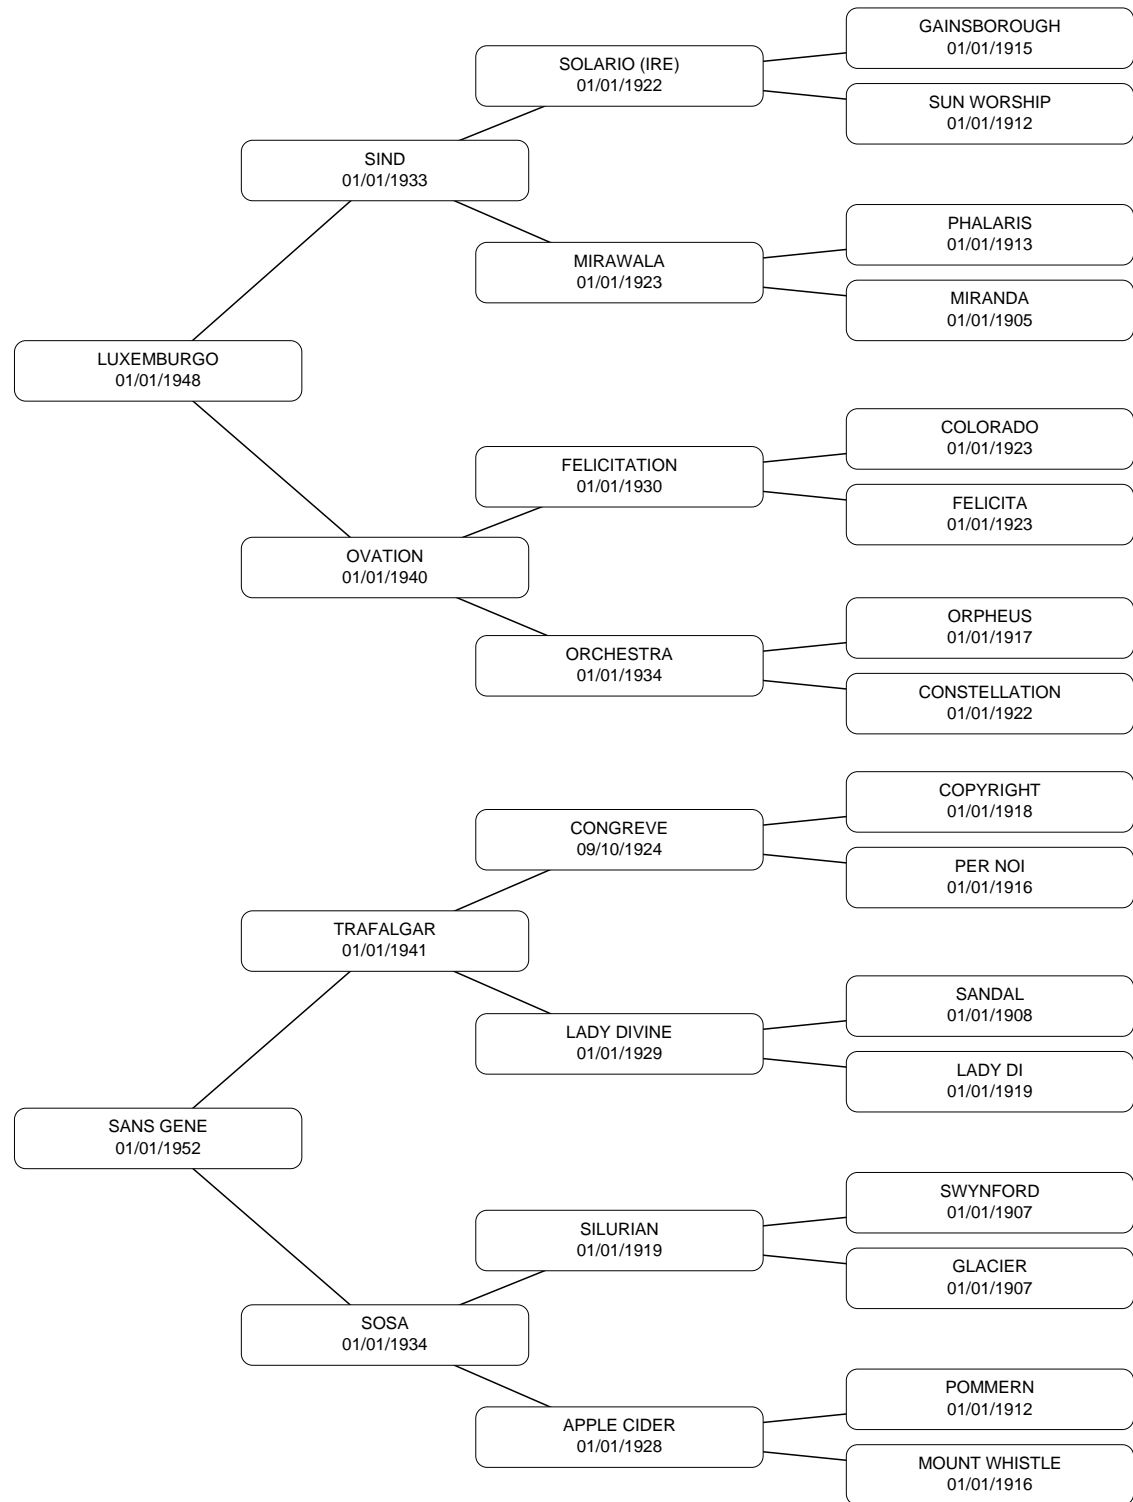 GAINSBOROUGH
01/01/1915
SOLARIO (IRE)
01/01/1922
SUN WORSHIP
01/01/1912
SIND
01/01/1933
PHALARIS
01/01/1913
MIRAWALA
01/01/1923
MIRANDA
01/01/1905
LUXEMBURGO
01/01/1948
COLORADO
01/01/1923
FELICITATION
01/01/1930
FELICITA
01/01/1923
OVATION
01/01/1940
ORPHEUS
01/01/1917
ORCHESTRA
01/01/1934
CONSTELLATION
01/01/1922
COPYRIGHT
01/01/1918
CONGREVE
09/10/1924
PER NOI
01/01/1916
TRAFALGAR
01/01/1941
SANDAL
01/01/1908
LADY DIVINE
01/01/1929
LADY DI
01/01/1919
SANS GENE
01/01/1952
SWYNFORD
01/01/1907
SILURIAN
01/01/1919
GLACIER
01/01/1907
SOSA
01/01/1934
POMMERN
01/01/1912
APPLE CIDER
01/01/1928
MOUNT WHISTLE
01/01/1916